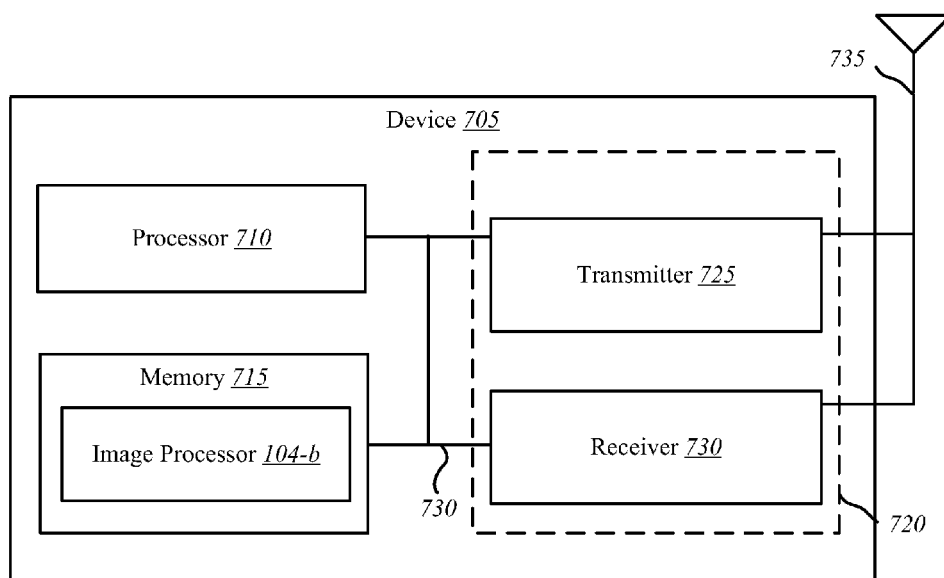 735
Device 705
Processor 710
Transmitter 725
Memory 715
Image Processor 104-b
Receiver 730
730
720